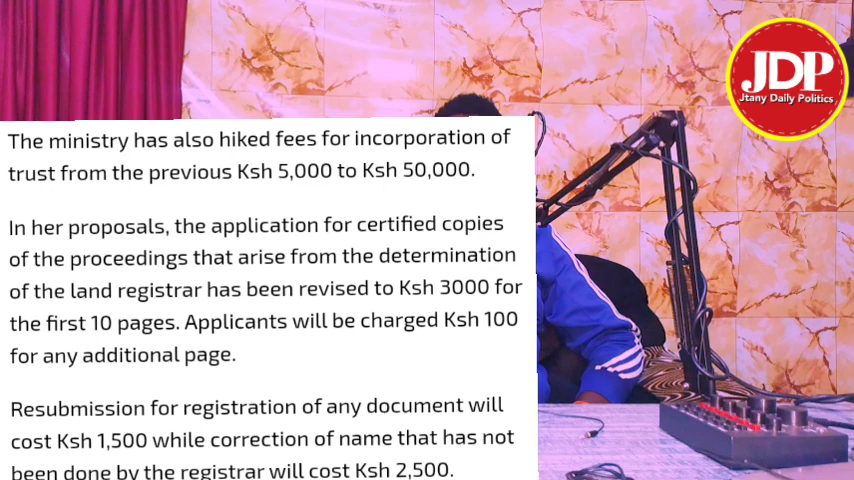 JDP
Jtany Daily Politics
The ministry has also hiked fees for incorporation of
trust from the previous Ksh 5,000 to Ksh 50,000.
In her proposals, the application for certified copies
of the proceedings that arise from the determination
of the land registrar has been revised to Ksh 3000 for
the first 10 pages. Applicants will be charged Ksh 100
for any additional page.
Resubmission for registration of any document will
cost Ksh 1,500 while correction of name that has not
been done by the registrar will cost Ksh 2,500.